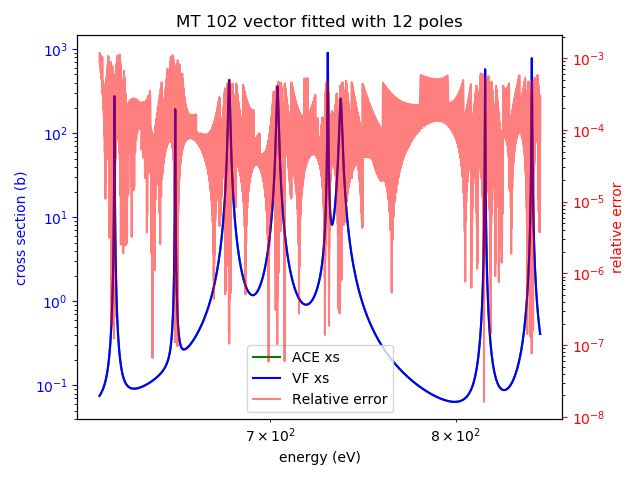 MT 102 vector fitted with 12 poles
10³
10²
10¹
10⁰
10⁻¹
cross section (b)
10⁻³
10⁻⁴
10⁻⁵
10⁻⁶
10⁻⁷
10⁻⁸
relative error
ACE xs
VF xs
Relative error
7 × 10² 8 × 10²
energy (eV)